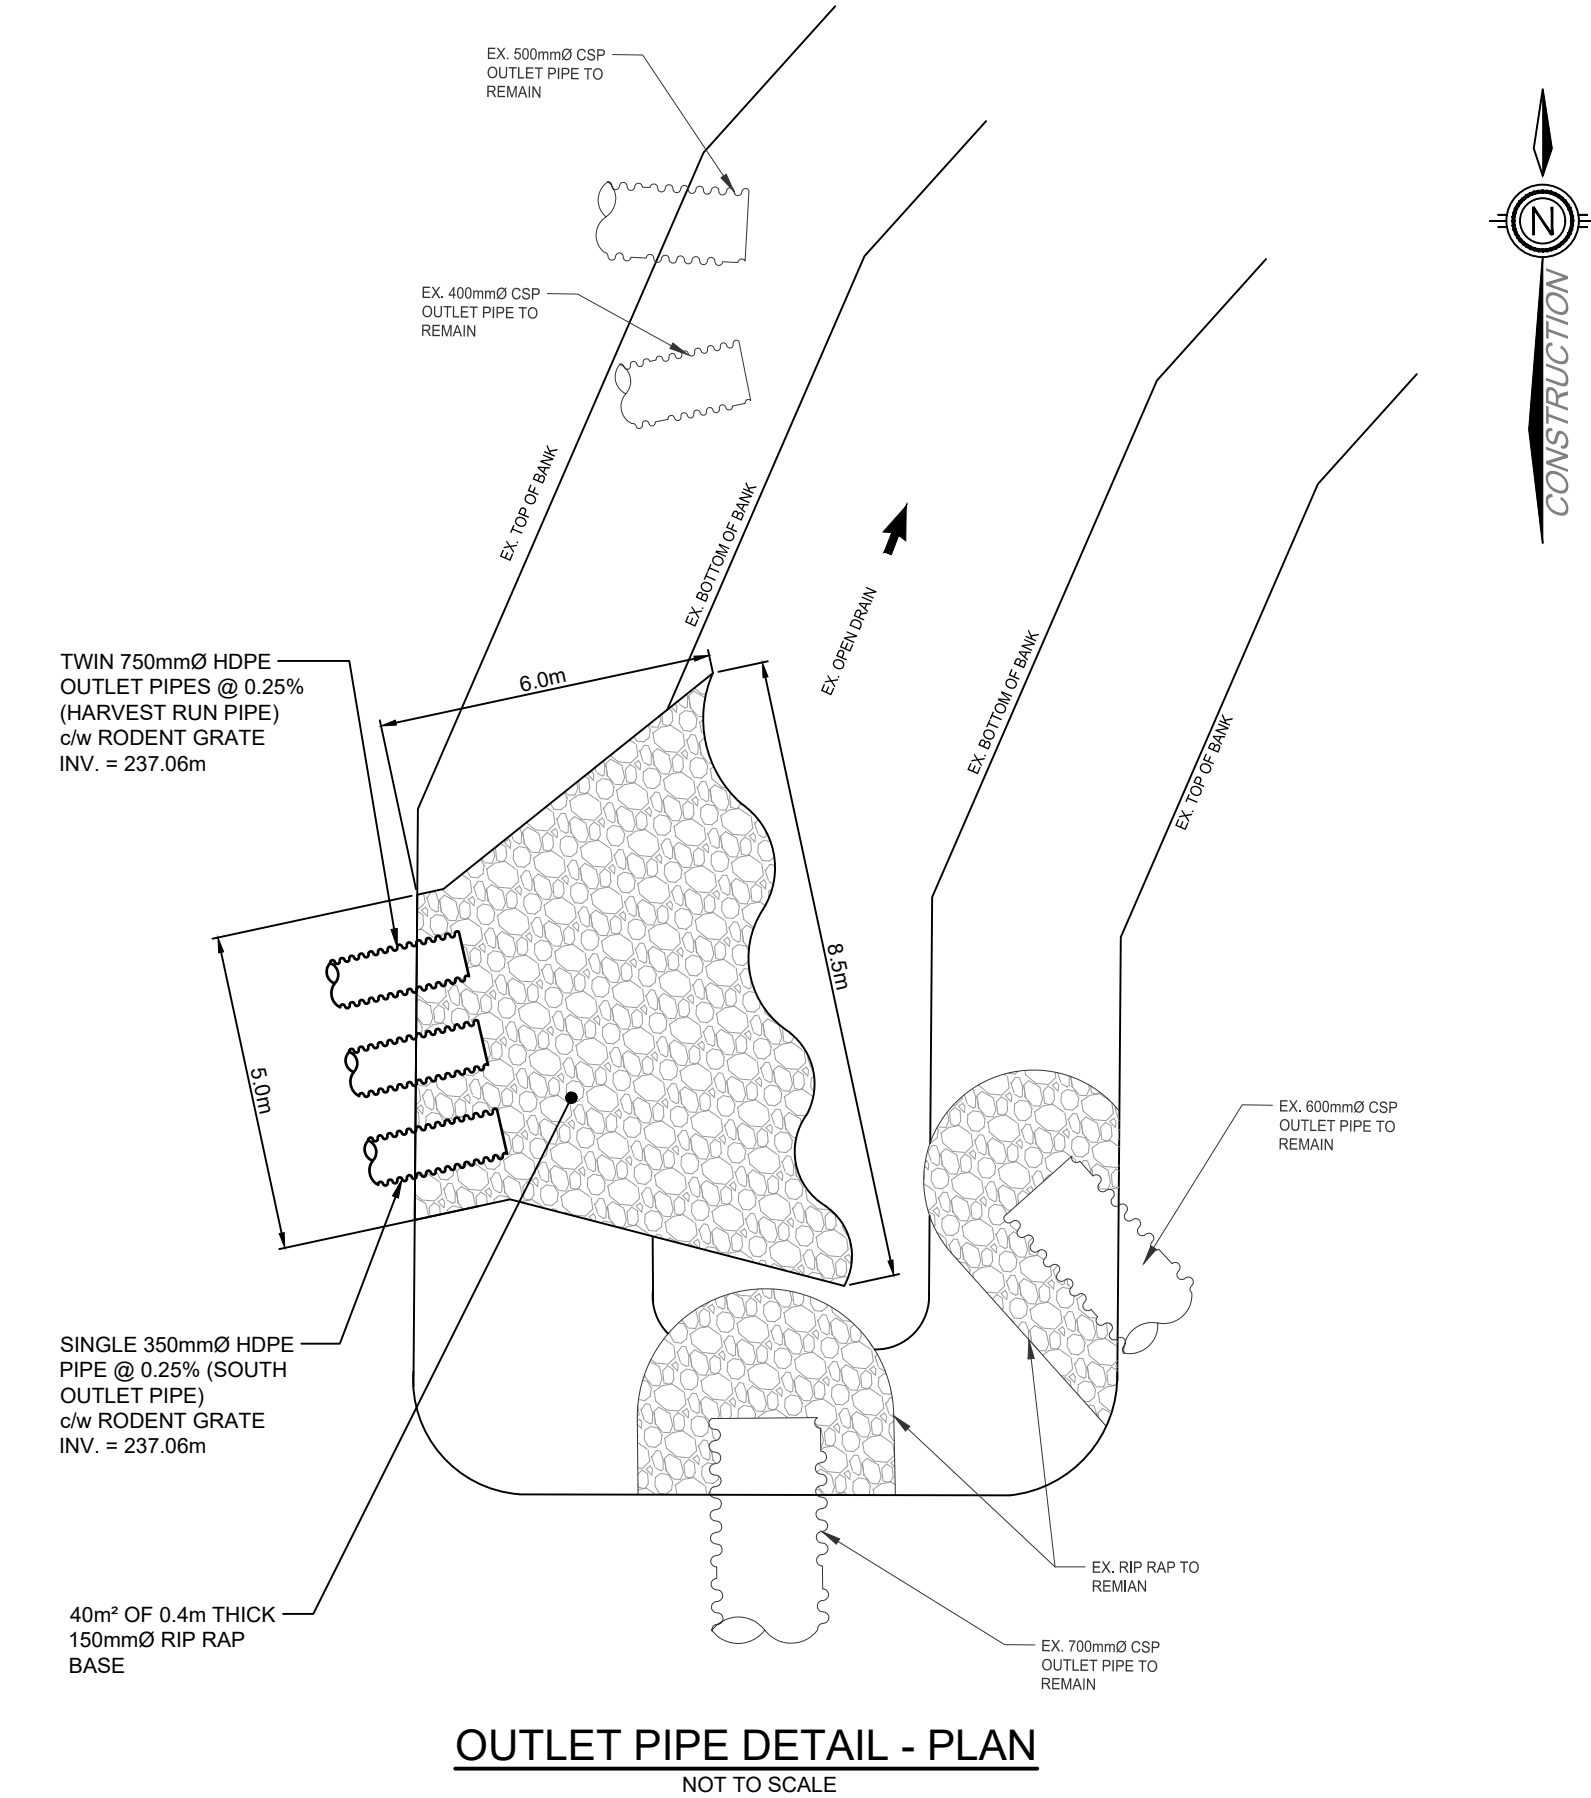 EX. 500mmØ CSP
OUTLET PIPE TO
REMAIN
N
CONSTRUCTION
EX. 400mmØ CSP
OUTLET PIPE TO
REMAIN
EX. TOP OF BANK
EX. BOTTOM OF BANK
EX. OPEN DRAIN
EX. BOTTOM OF BANK
EX. TOP OF BANK
TWIN 750mmØ HDPE
OUTLET PIPES @ 0.25%
(HARVEST RUN PIPE)
c/w RODENT GRATE
INV. = 237.06m
6.0m
8.5m
5.0m
EX. 600mmØ CSP
OUTLET PIPE TO
REMAIN
SINGLE 350mmØ HDPE
PIPE @ 0.25% (SOUTH
OUTLET PIPE)
c/w RODENT GRATE
INV. = 237.06m
EX. RIP RAP TO
REMIAN
40m² OF 0.4m THICK
150mmØ RIP RAP
BASE
EX. 700mmØ CSP
OUTLET PIPE TO
REMAIN
OUTLET PIPE DETAIL - PLAN
NOT TO SCALE